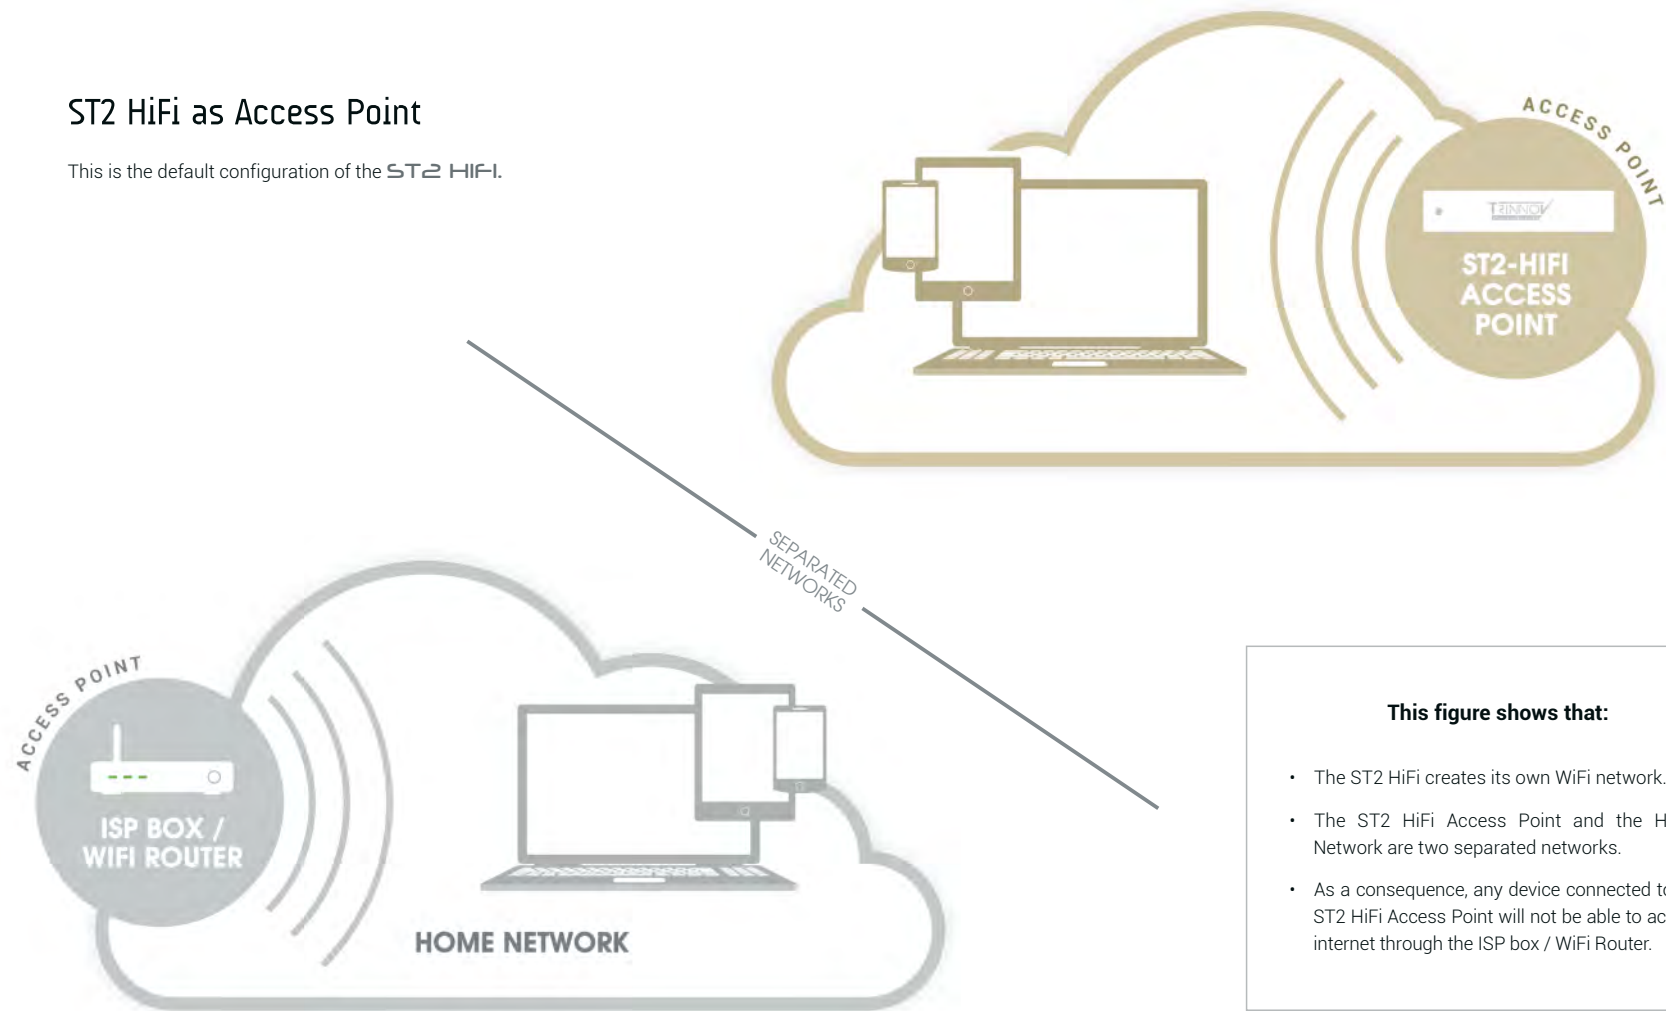 ST2 HiFi as Access Point
This is the default configuration of the ST2 HIFI.
ACCESS POINT
TRINNOV
ST2-HIFI
ACCESS
POINT
SEPARATED
NETWORKS
ACCESS POINT
ISP BOX /
WIFI ROUTER
HOME NETWORK
This figure shows that:
• The ST2 HiFi creates its own WiFi network.
• The ST2 HiFi Access Point and the H
Network are two separated networks.
• As a consequence, any device connected to
ST2 HiFi Access Point will not be able to ac
internet through the ISP box / WiFi Router.